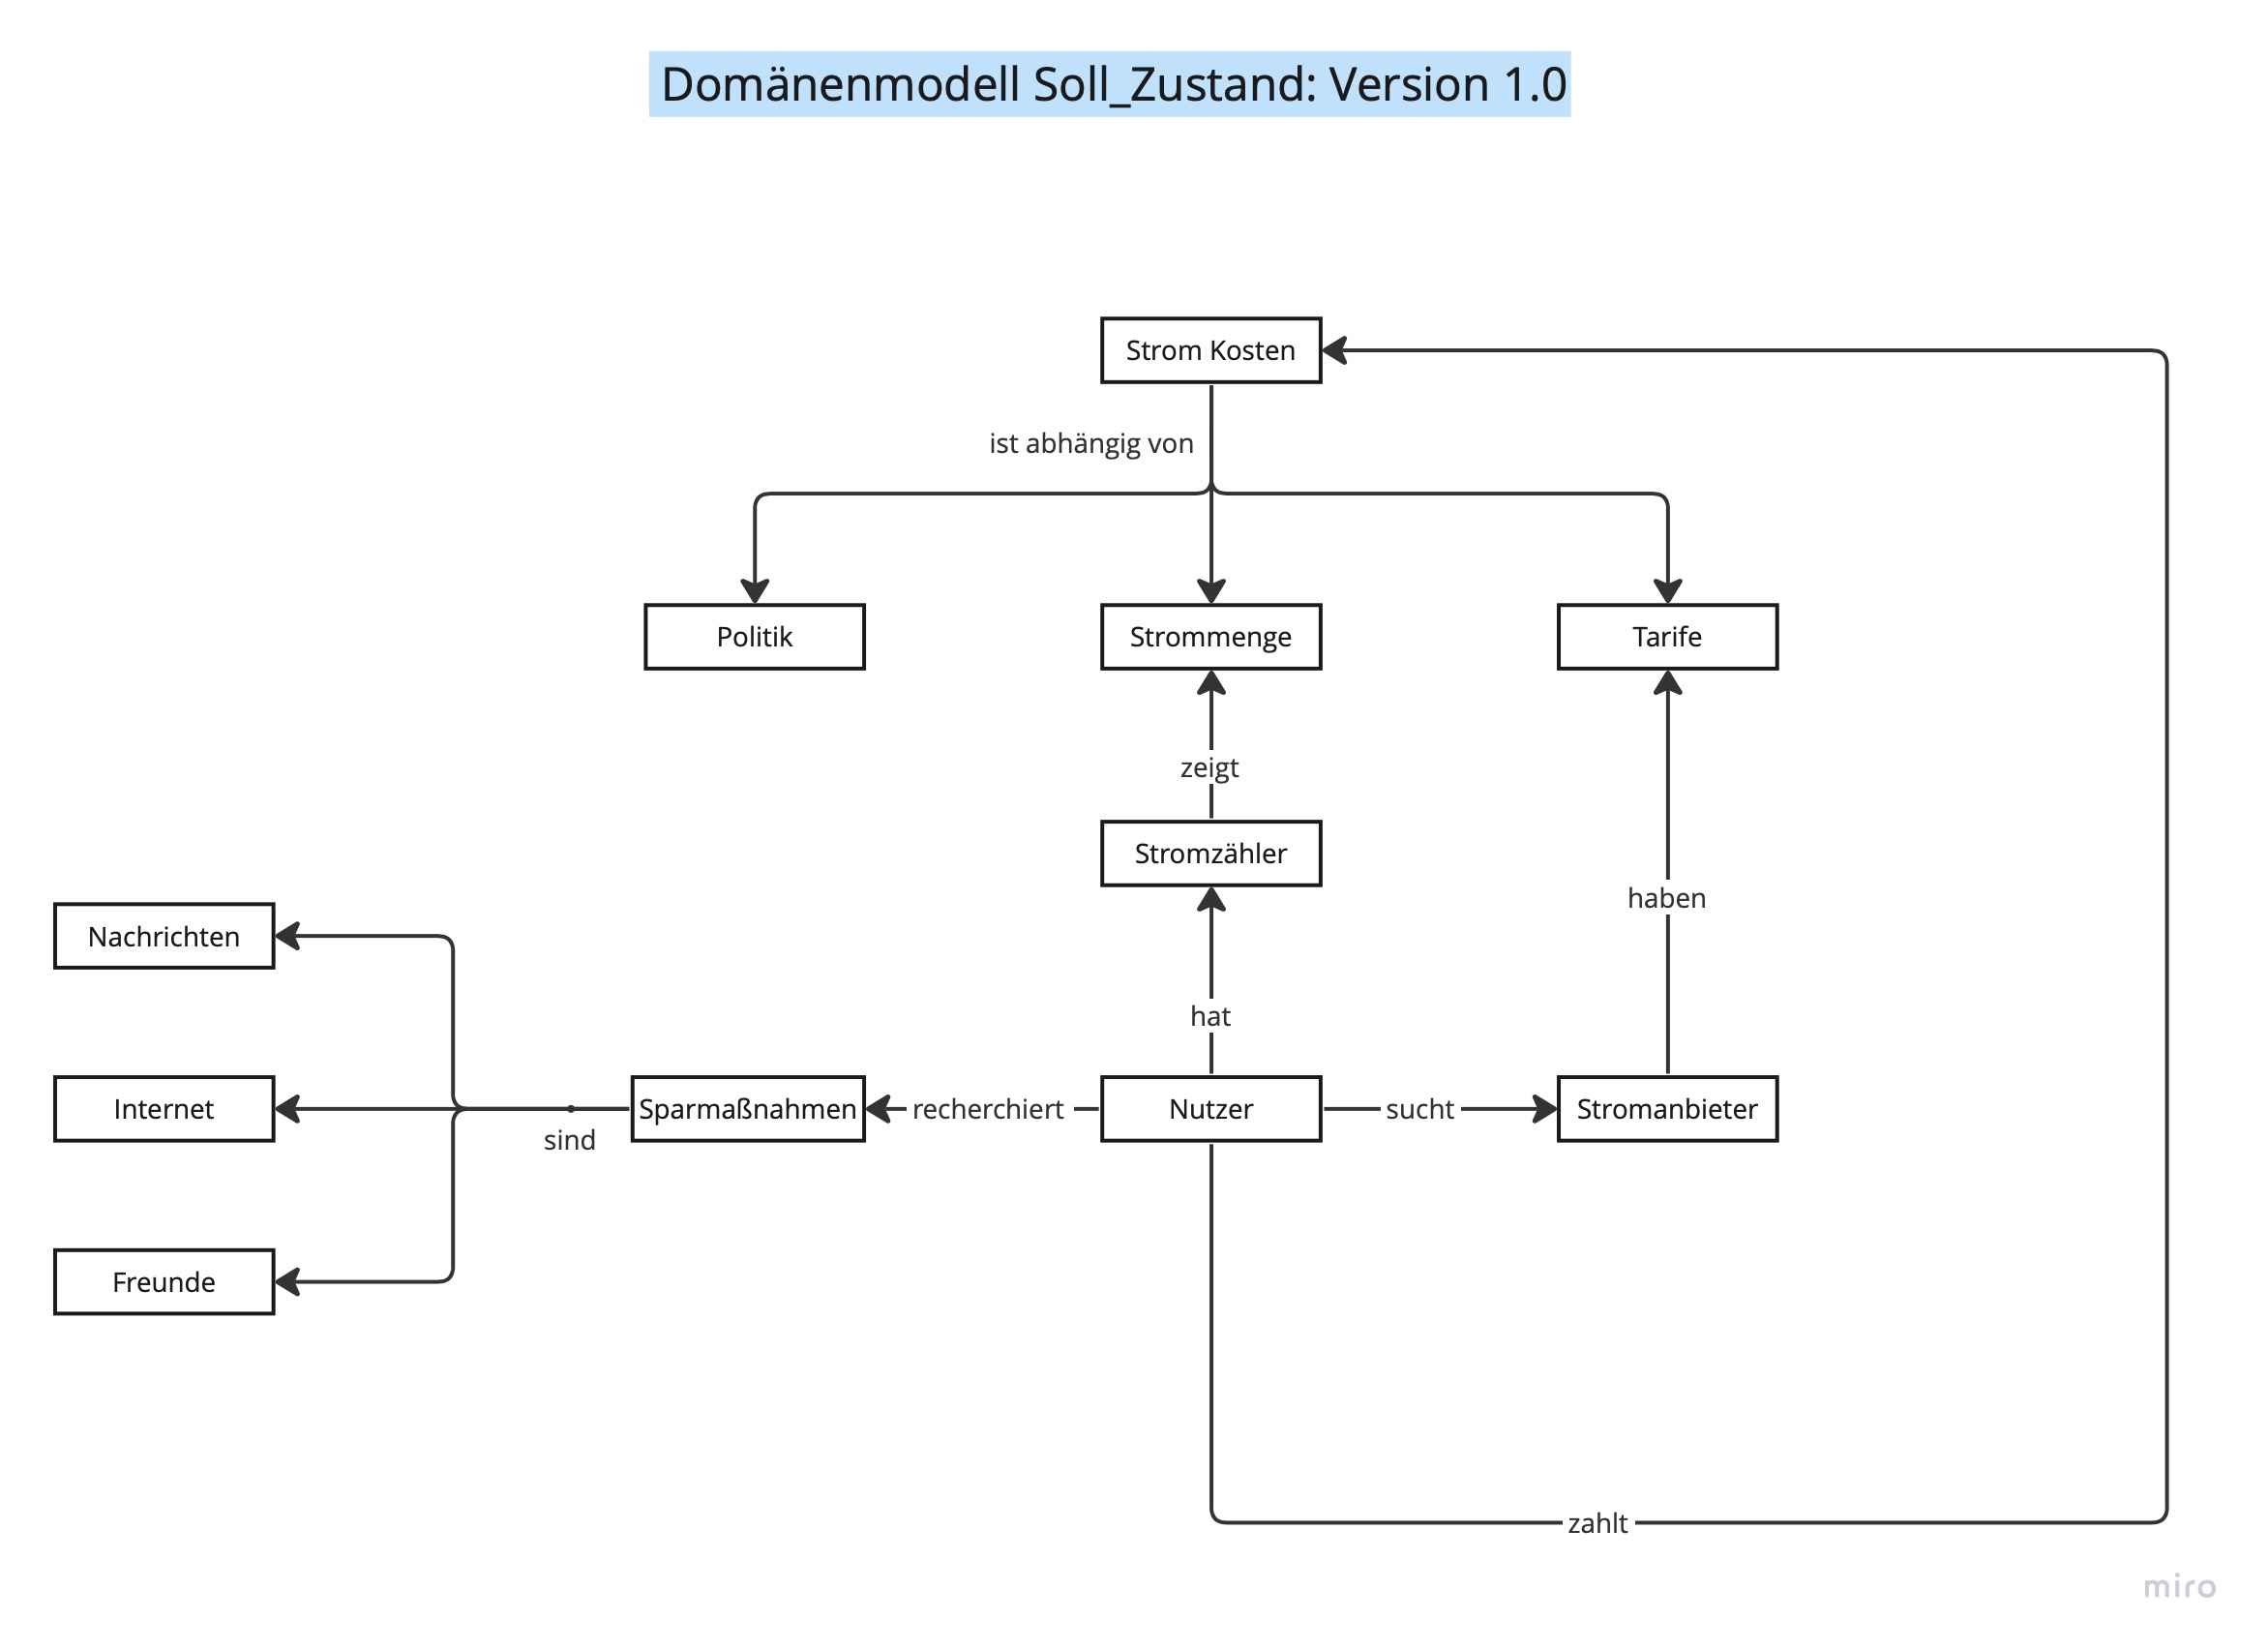 Domänenmodell Soll_Zustand: Version 1.0
Strom Kosten
ist abhängig von
Politik
Strommenge
Tarife
zeigt
Stromzähler
haben
Nachrichten
hat
Internet
sind
Sparmaßnahmen
recherchiert
Nutzer
sucht
Stromanbieter
Freunde
zahlt
miro